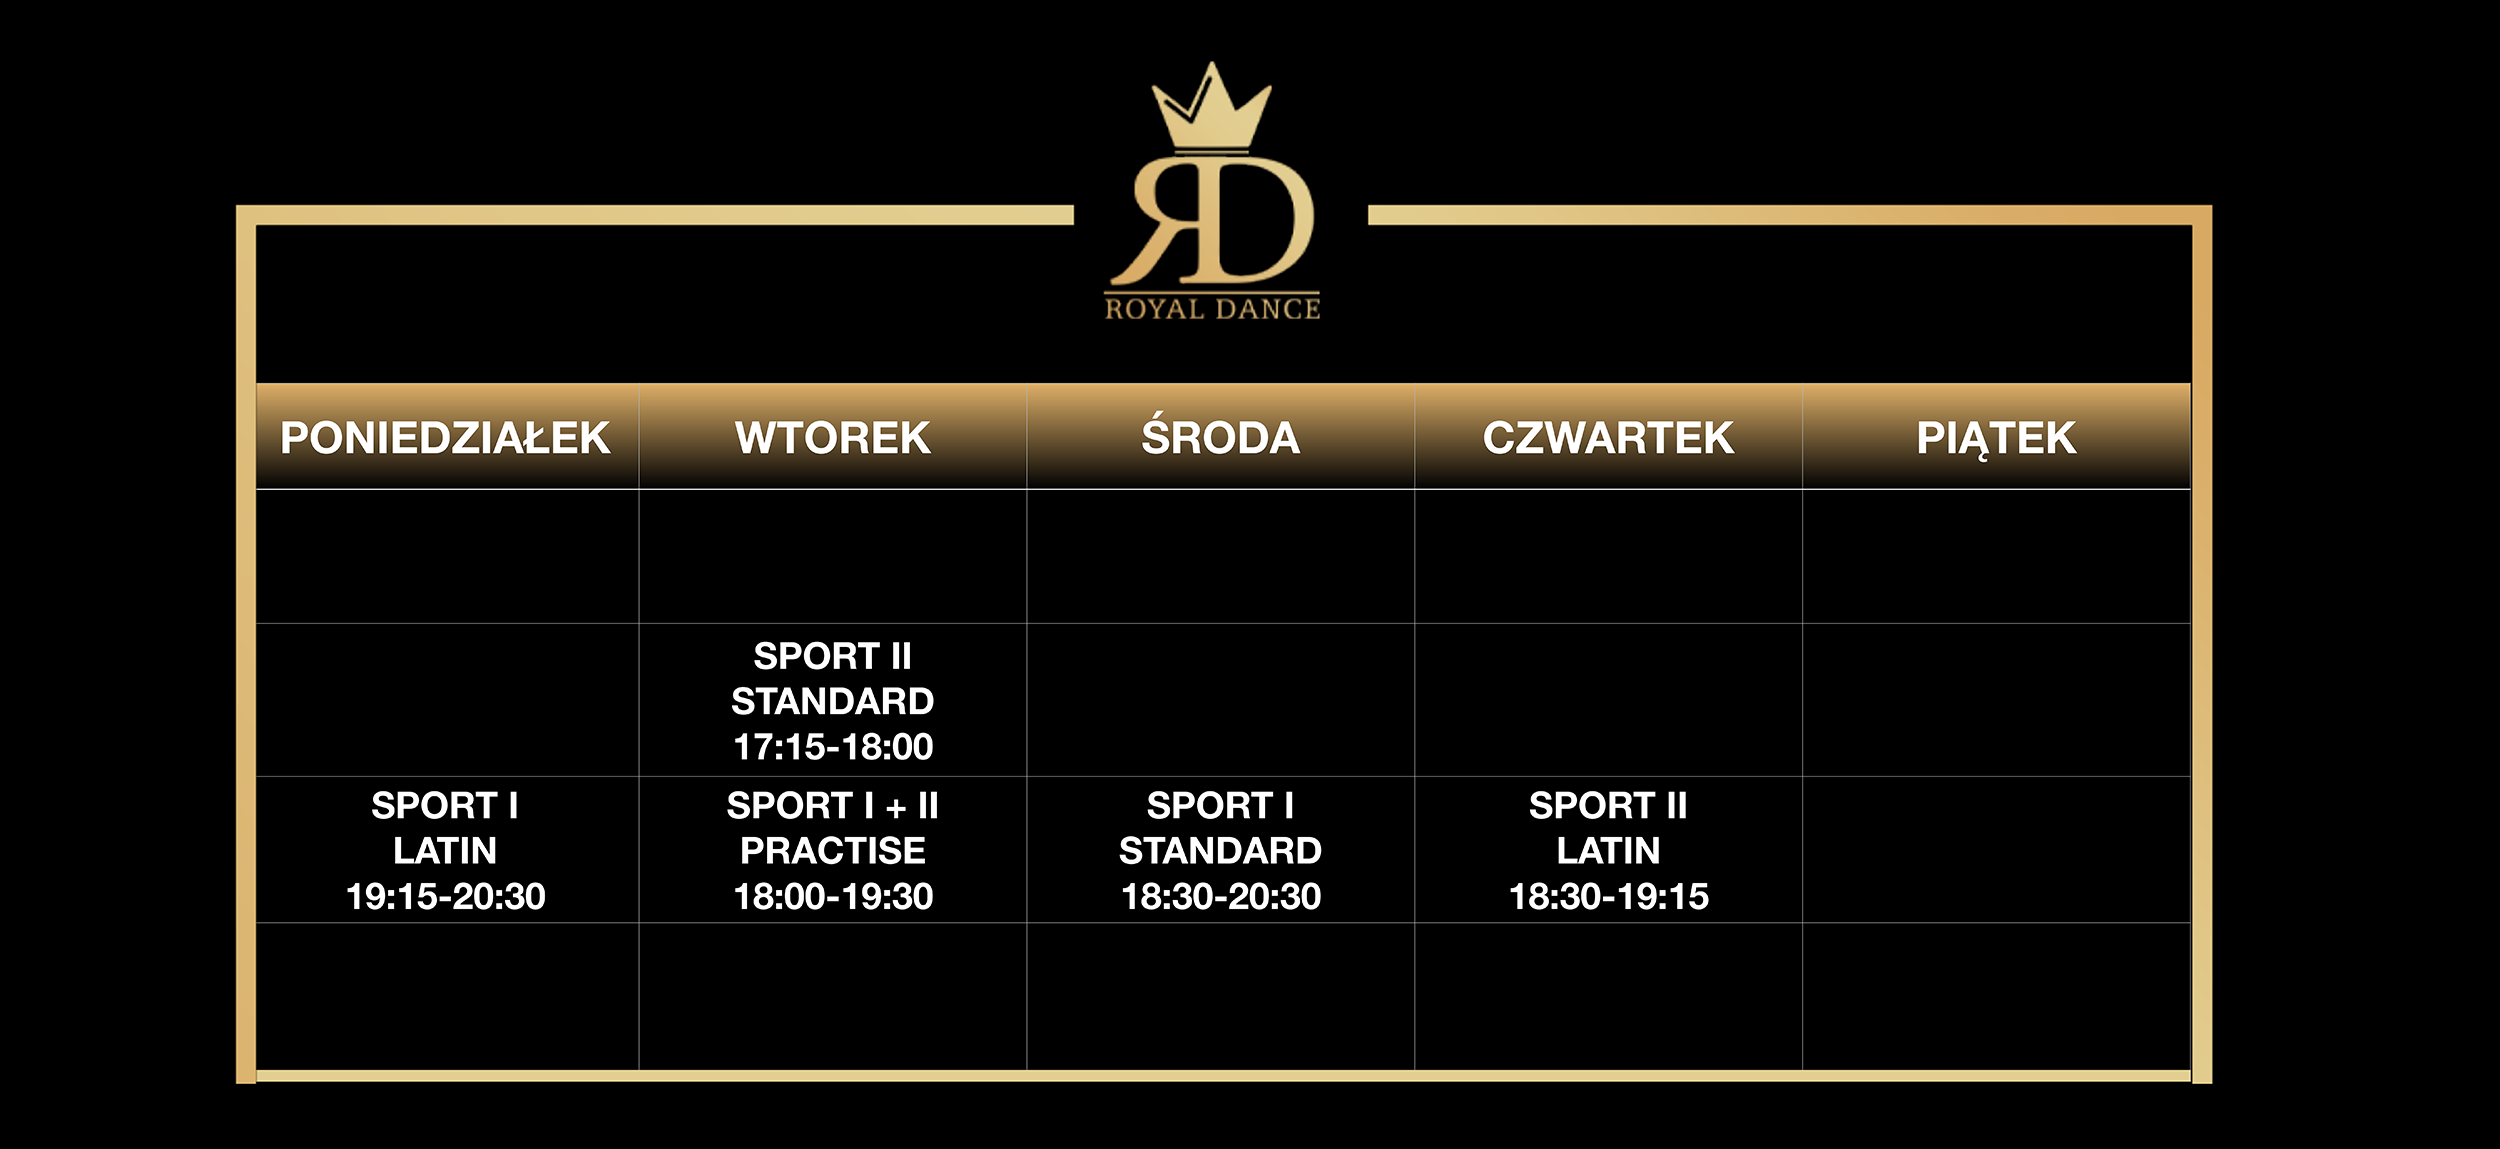 RD
ROYAL DANCE
PONIEDZIAŁEK WTOREK ŚRODA CZWARTEK PIĄTEK
SPORT II
STANDARD
17:15-18:00
SPORT I
LATIN
19:15-20:30
SPORT I + II
PRACTISE
18:00-19:30
SPORT I
STANDARD
18:30-20:30
SPORT II
LATIN
18:30-19:15